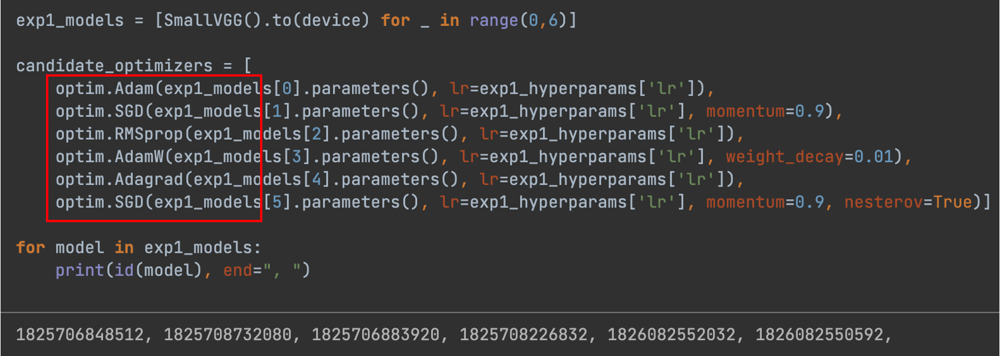 exp1_models = [SmallVGG().to(device) for _ in range(0,6)]
candidate_optimizers = [
optim.Adam(exp1_models[0].parameters(), lr=exp1_hyperparams['lr']),
optim.SGD(exp1_models[1].parameters(), lr=exp1_hyperparams['lr'], momentum=0.9),
optim.RMSprop(exp1_models[2].parameters(), lr=exp1_hyperparams['lr']),
optim.AdamW(exp1_models[3].parameters(), lr=exp1_hyperparams['lr'], weight_decay=0.01),
optim.Adagrad(exp1_models[4].parameters(), lr=exp1_hyperparams['lr']),
optim.SGD(exp1_models[5].parameters(), lr=exp1_hyperparams['lr'], momentum=0.9, nesterov=True)]
for model in exp1_models:
print(id(model), end=", ")
1825706848512, 1825708732080, 1825706883920, 1825708226832, 1826082552032, 1826082550592,